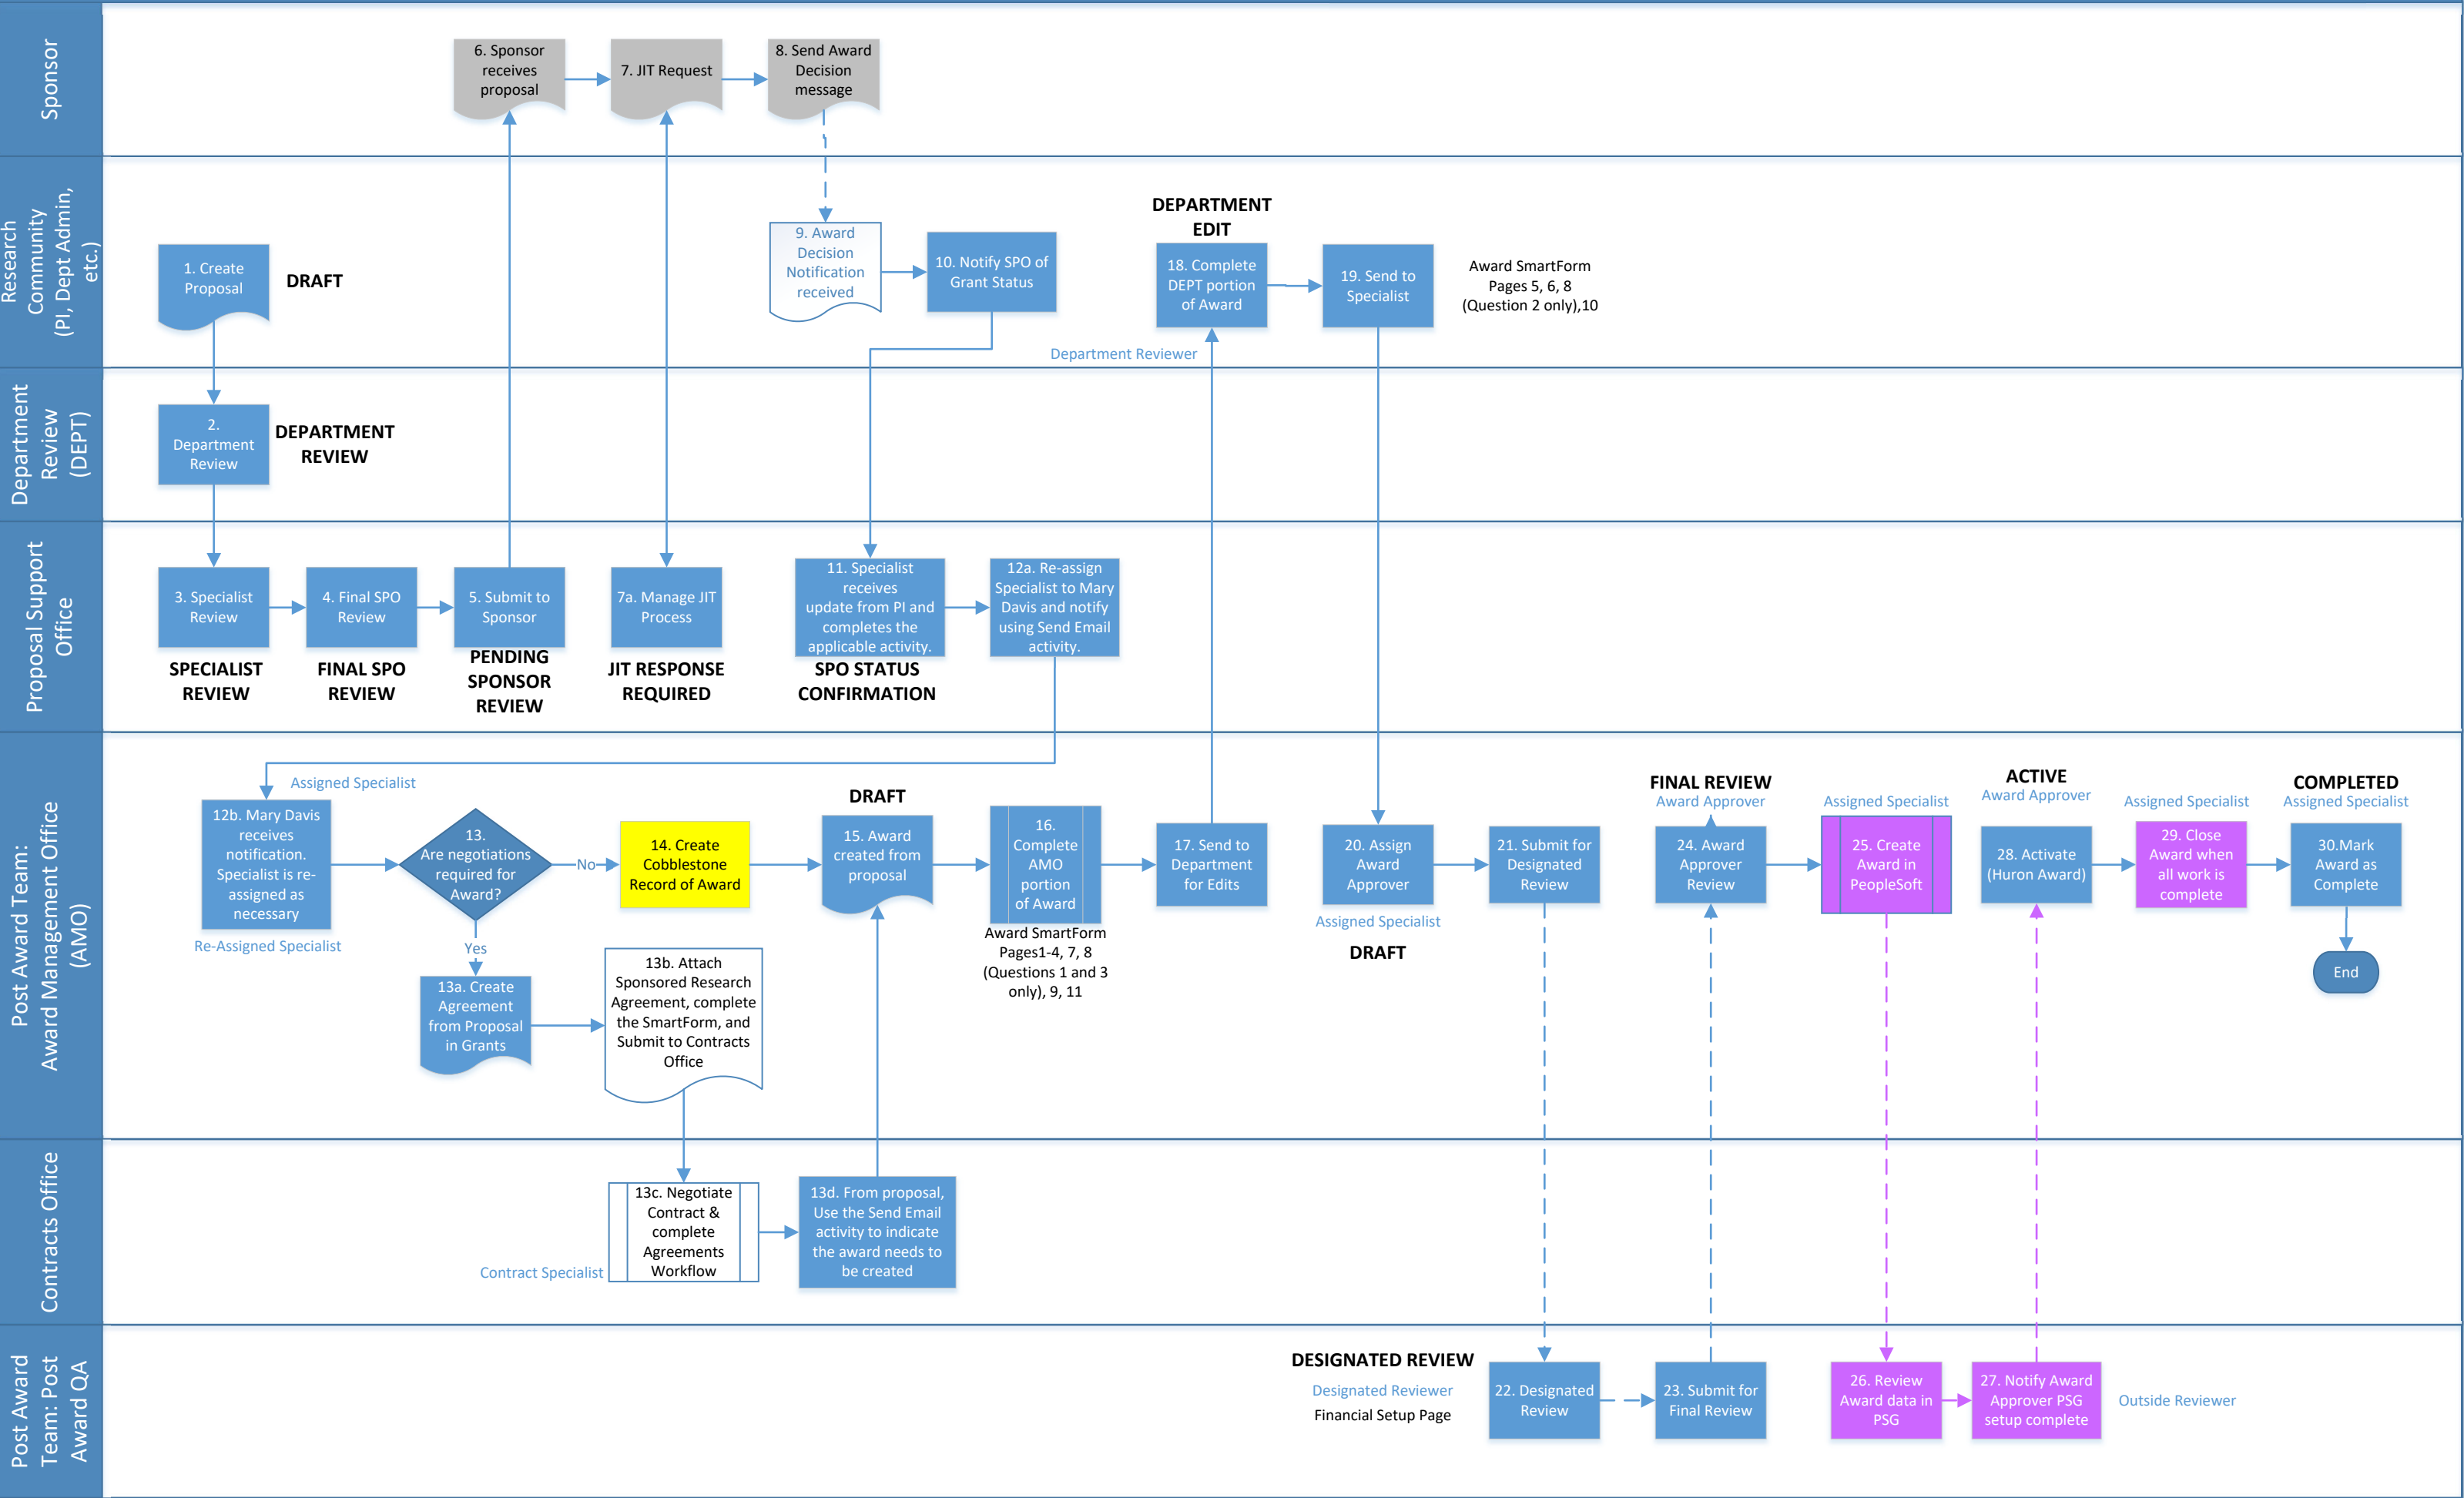 Sponsor
6. Sponsor
receives
proposal
7. JIT Request
8. Send Award
Decision
message
Research
Community
(PI, Dept Admin,
etc.)
1. Create
Proposal
DRAFT
9. Award
Decision
Notification
received
10. Notify SPO of
Grant Status
DEPARTMENT
EDIT
18. Complete
DEPT portion
of Award
19. Send to
Specialist
Award SmartForm
Pages 5, 6, 8
(Question 2 only),10
Department Reviewer
Department
Review
(DEPT)
2.
Department
Review
DEPARTMENT
REVIEW
Proposal Support
Office
3. Specialist
Review
SPECIALIST
REVIEW
4. Final SPO
Review
FINAL SPO
REVIEW
5. Submit to
Sponsor
PENDING
SPONSOR
REVIEW
7a. Manage JIT
Process
JIT RESPONSE
REQUIRED
11. Specialist
receives
update from PI and
completes the
applicable activity.
SPO STATUS
CONFIRMATION
12a. Re-assign
Specialist to Mary
Davis and notify
using Send Email
activity.
Post Award Team:
Award Management Office
(AMO)
Assigned Specialist
12b. Mary Davis
receives
notification.
Specialist is re-
assigned as
necessary
Re-Assigned Specialist
13.
Are negotiations
required for
Award?
No
Yes
13a. Create
Agreement
from Proposal
in Grants
13b. Attach
Sponsored Research
Agreement, complete
the SmartForm, and
Submit to Contracts
Office
14. Create
Cobblestone
Record of Award
DRAFT
15. Award
created from
proposal
16.
Complete
AMO
portion
of Award
Award SmartForm
Pages1-4, 7, 8
(Questions 1 and 3
only), 9, 11
17. Send to
Department
for Edits
20. Assign
Award
Approver
Assigned Specialist
DRAFT
21. Submit for
Designated
Review
FINAL REVIEW
Award Approver
24. Award
Approver
Review
Assigned Specialist
25. Create
Award in
PeopleSoft
ACTIVE
Award Approver
28. Activate
(Huron Award)
Assigned Specialist
29. Close
Award when
all work is
complete
COMPLETED
Assigned Specialist
30.Mark
Award as
Complete
End
Contracts Office
Contract Specialist
13c. Negotiate
Contract &
complete
Agreements
Workflow
13d. From proposal,
Use the Send Email
activity to indicate
the award needs to
be created
Post Award
Team: Post
Award QA
DESIGNATED REVIEW
Designated Reviewer
Financial Setup Page
22. Designated
Review
23. Submit for
Final Review
26. Review
Award data in
PSG
27. Notify Award
Approver PSG
setup complete
Outside Reviewer